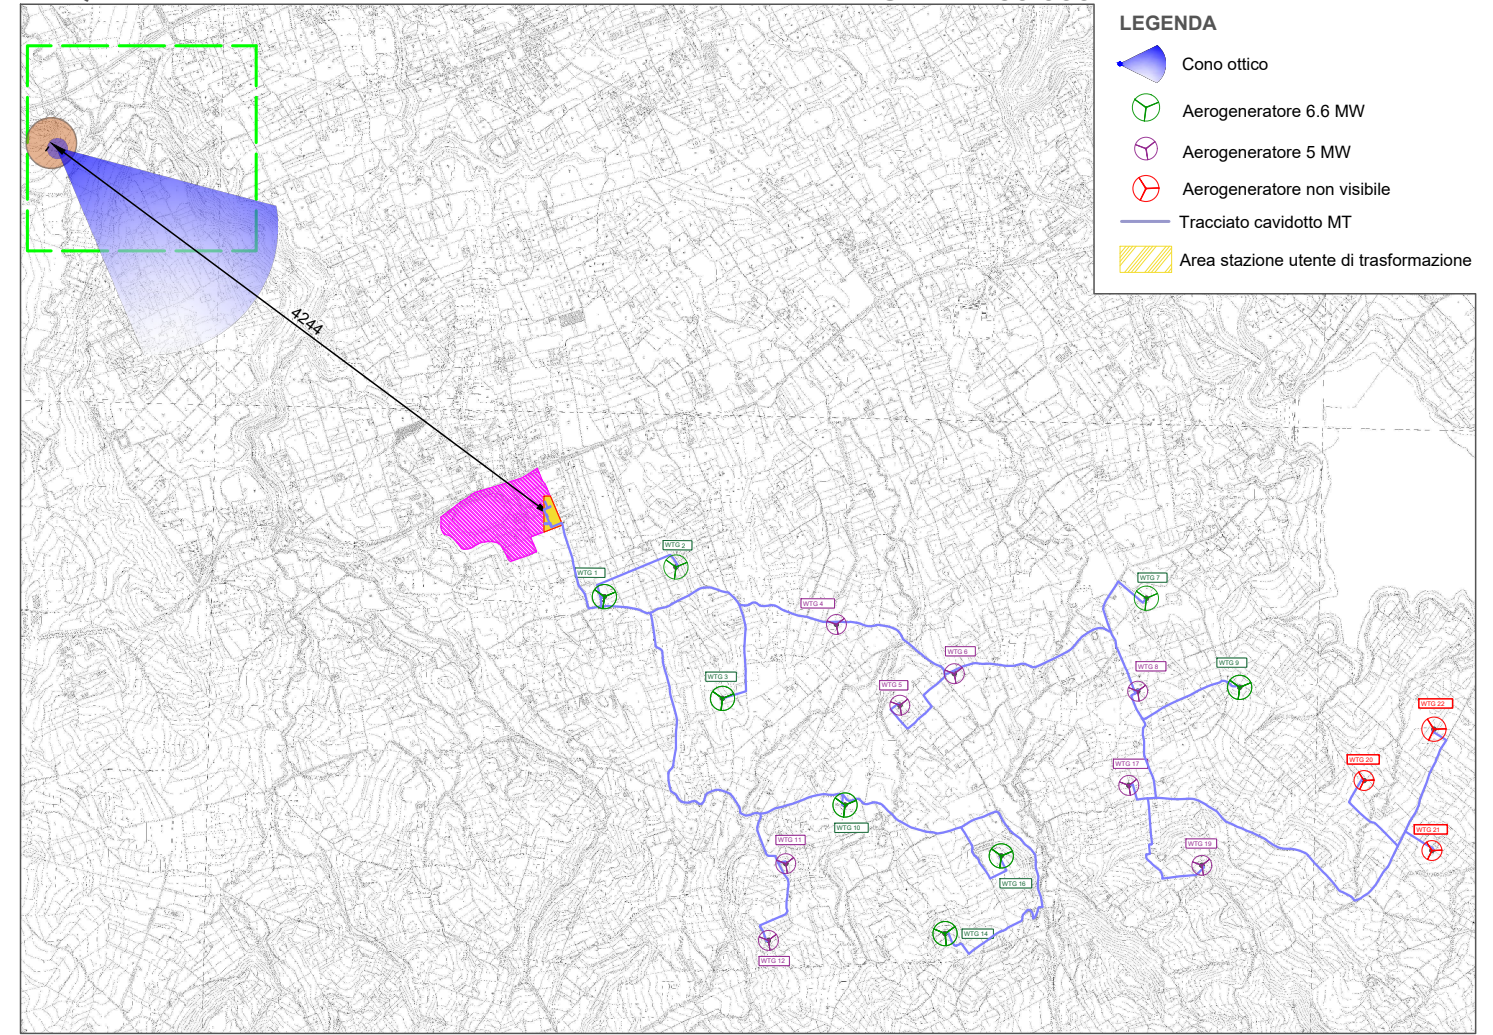 LEGENDA
Cono ottico
Aerogeneratore 6.6 MW
Aerogeneratore 5 MW
Aerogeneratore non visibile
Tracciato cavidotto MT
Area stazione utente di trasformazione
4244
WTG 2
WTG 1
WTG 7
WTG 4
WTG 6
WTG 8
WTG 9
WTG 3
WTG 5
WTG 22
WTG 20
WTG 17
WTG 10
WTG 21
WTG 11
WTG 19
WTG 16
WTG 14
WTG 12